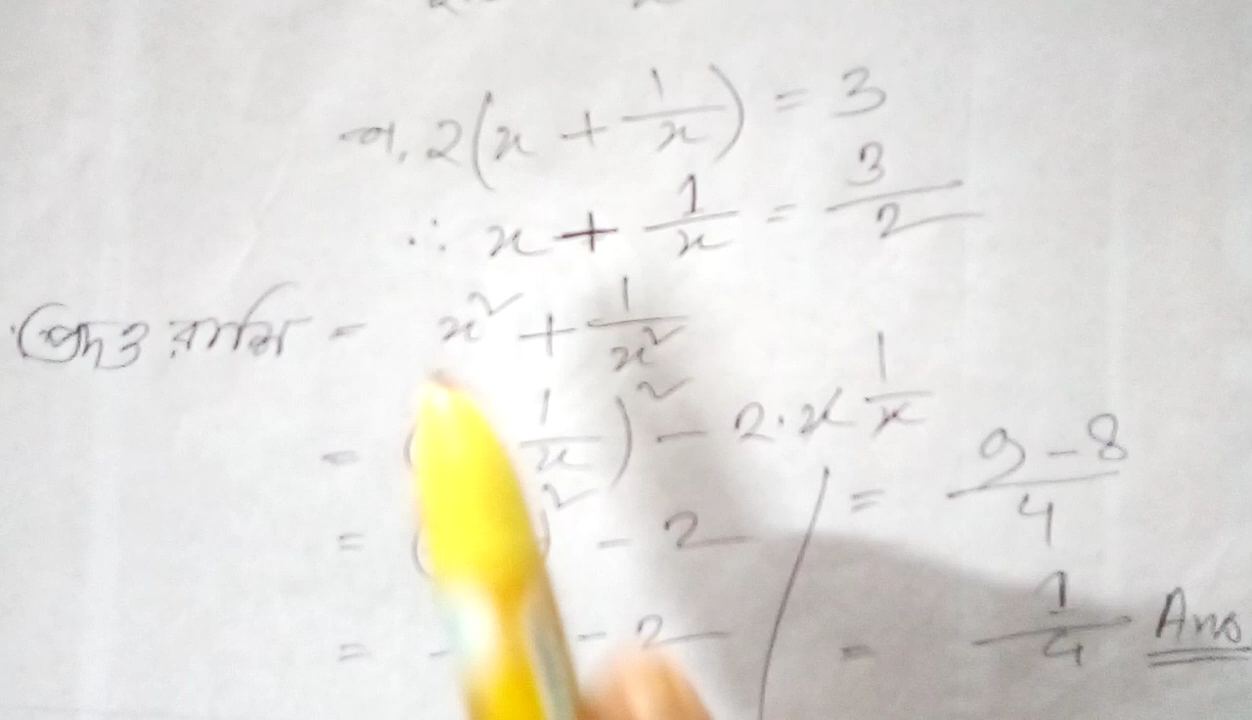 বা, 2(x + 1/x) = 3
∴ x + 1/x = 3/2
প্রদত্ত রাশি = x² + 1/x²
= ( 1/x)² - 2·x 1/x
= ( )² - 2
= - 2
= 9-8/4
= 1/4 Ans